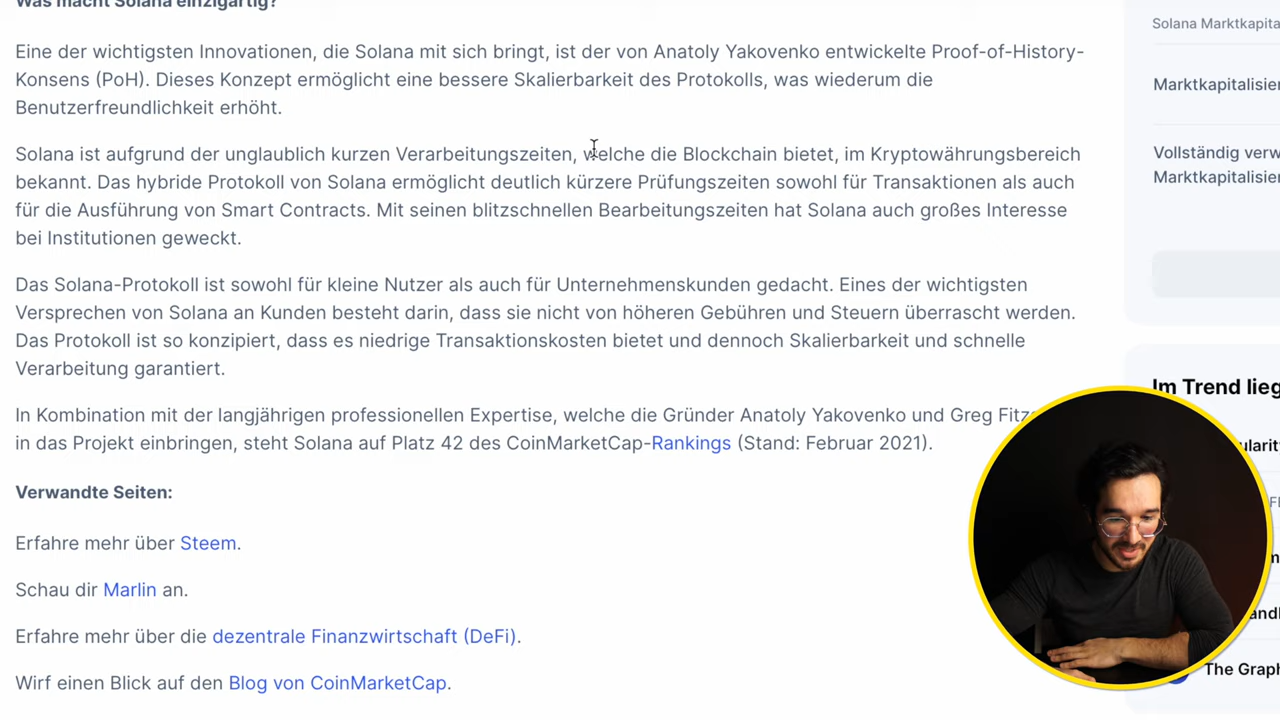 Was macht Solana einzigartig?
Eine der wichtigsten Innovationen, die Solana mit sich bringt, ist der von Anatoly Yakovenko entwickelte Proof-of-History-
Konsens (PoH). Dieses Konzept ermöglicht eine bessere Skalierbarkeit des Protokolls, was wiederum die
Benutzerfreundlichkeit erhöht.
Solana ist aufgrund der unglaublich kurzen Verarbeitungszeiten, welche die Blockchain bietet, im Kryptowährungsbereich
bekannt. Das hybride Protokoll von Solana ermöglicht deutlich kürzere Prüfungszeiten sowohl für Transaktionen als auch
für die Ausführung von Smart Contracts. Mit seinen blitzschnellen Bearbeitungszeiten hat Solana auch großes Interesse
bei Institutionen geweckt.
Das Solana-Protokoll ist sowohl für kleine Nutzer als auch für Unternehmenskunden gedacht. Eines der wichtigsten
Versprechen von Solana an Kunden besteht darin, dass sie nicht von höheren Gebühren und Steuern überrascht werden.
Das Protokoll ist so konzipiert, dass es niedrige Transaktionskosten bietet und dennoch Skalierbarkeit und schnelle
Verarbeitung garantiert.
In Kombination mit der langjährigen professionellen Expertise, welche die Gründer Anatoly Yakovenko und Greg Fitz
in das Projekt einbringen, steht Solana auf Platz 42 des CoinMarketCap-Rankings (Stand: Februar 2021).
Verwandte Seiten:
Erfahre mehr über Steem.
Schau dir Marlin an.
Erfahre mehr über die dezentrale Finanzwirtschaft (DeFi).
Wirf einen Blick auf den Blog von CoinMarketCap.
Solana Marktkapita
Marktkapitalisier
Vollständig verw
Marktkapitalisier
Im Trend lieg
ularit
The Graph